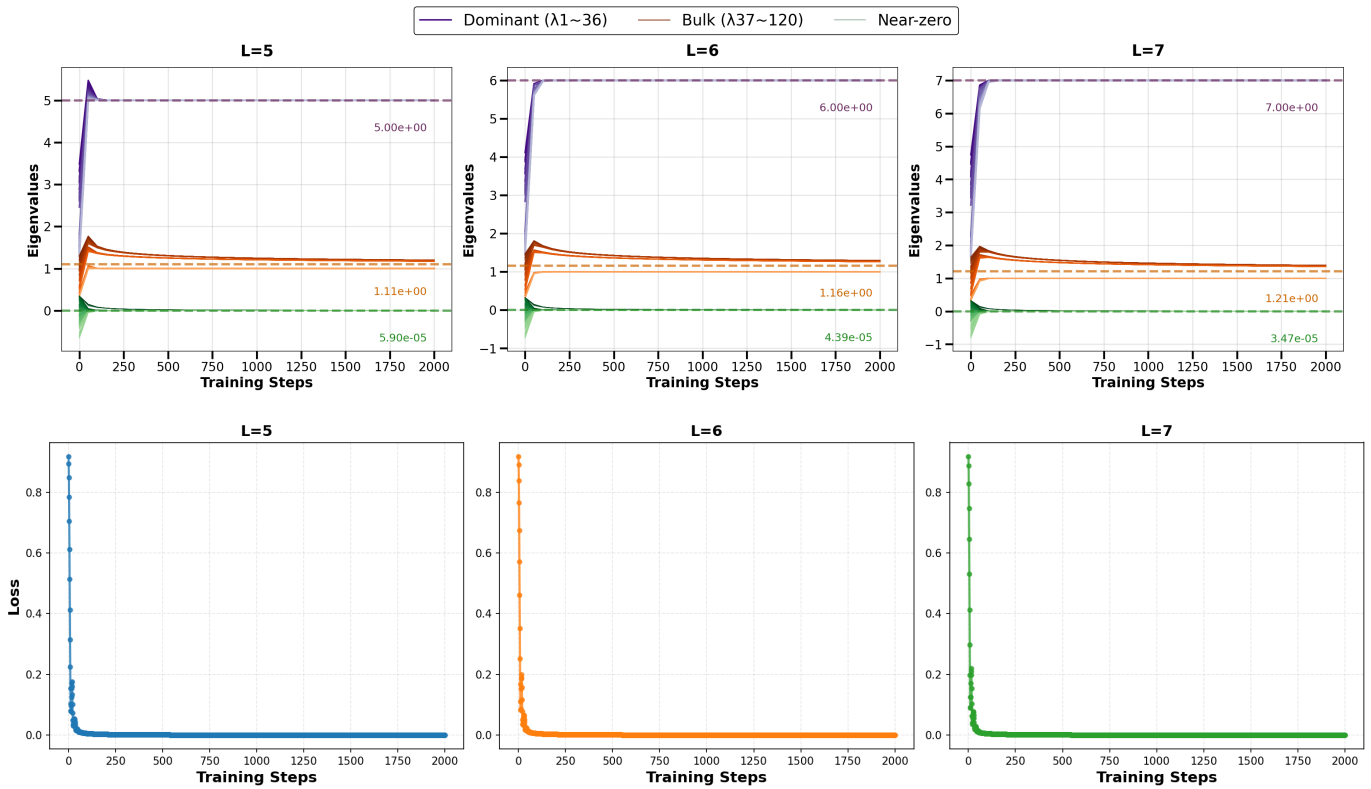 Dominant (λ1~36) Bulk (λ37~120) Near-zero
L=5
Eigenvalues
5
4
3
2
1
0
5.00e+00
1.11e+00
5.90e-05
0 250 500 750 1000 1250 1500 1750 2000
Training Steps
L=6
Eigenvalues
6
5
4
3
2
1
0
−1
6.00e+00
1.16e+00
4.39e-05
0 250 500 750 1000 1250 1500 1750 2000
Training Steps
L=7
Eigenvalues
7
6
5
4
3
2
1
0
−1
7.00e+00
1.21e+00
3.47e-05
0 250 500 750 1000 1250 1500 1750 2000
Training Steps
L=5
Loss
0.8
0.6
0.4
0.2
0.0
0 250 500 750 1000 1250 1500 1750 2000
Training Steps
L=6
0.8
0.6
0.4
0.2
0.0
0 250 500 750 1000 1250 1500 1750 2000
Training Steps
L=7
0.8
0.6
0.4
0.2
0.0
0 250 500 750 1000 1250 1500 1750 2000
Training Steps